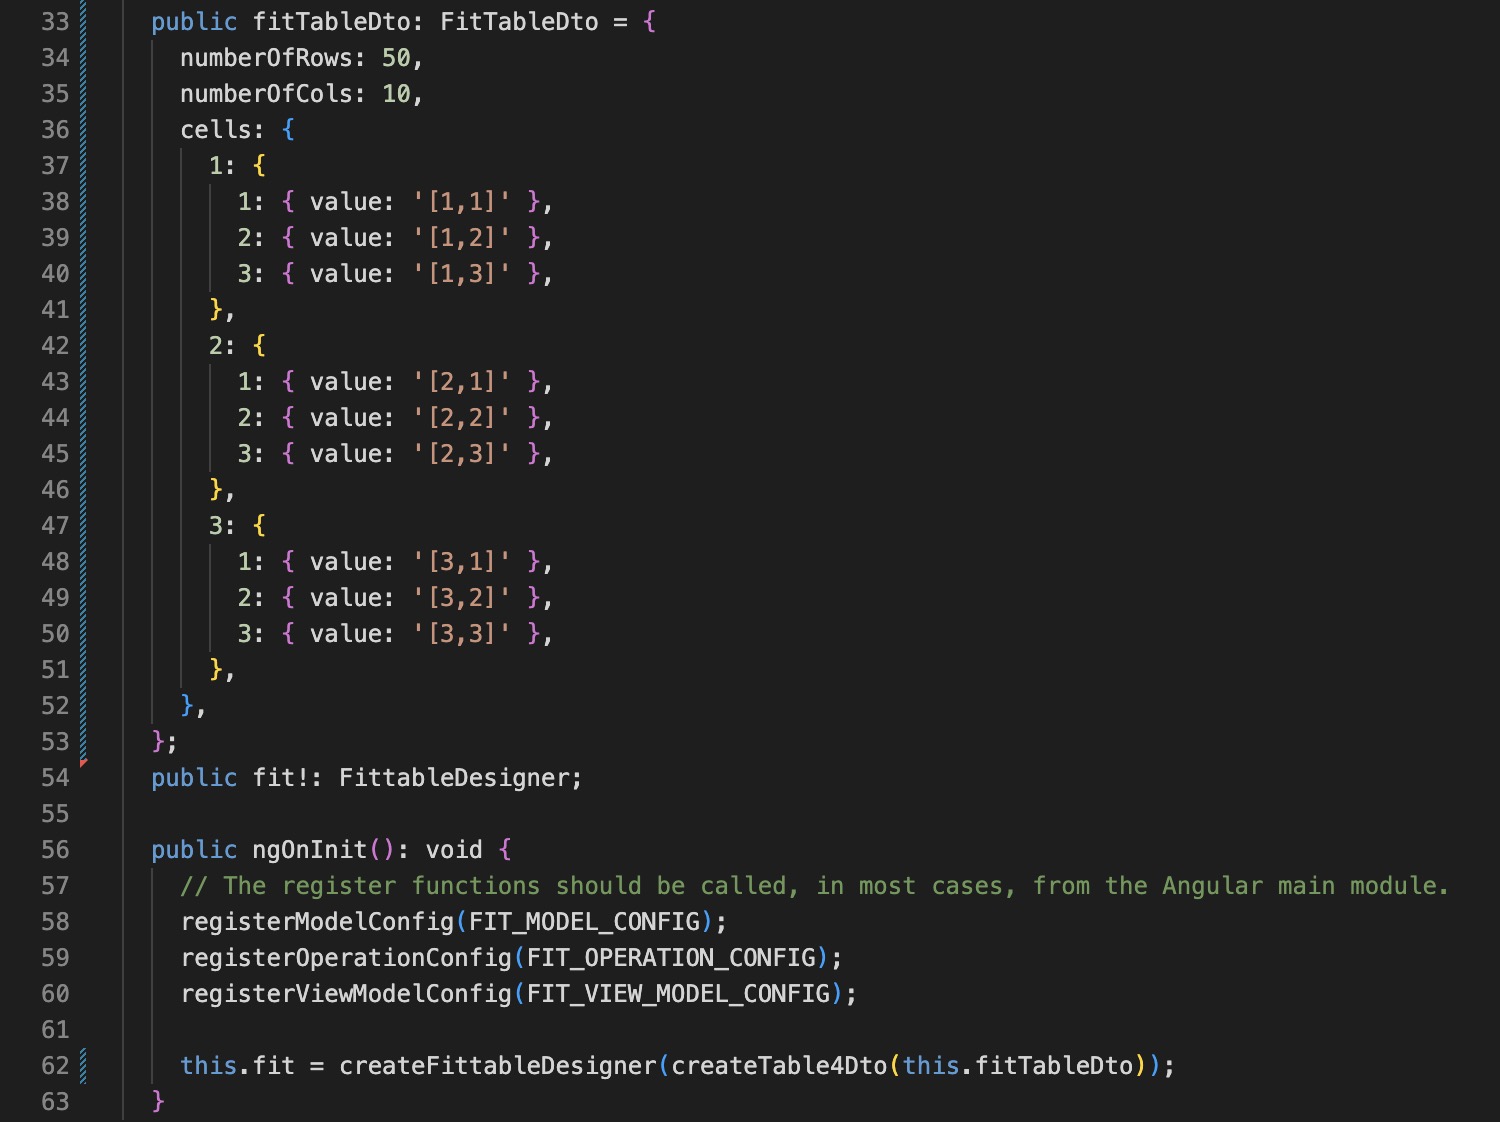 33 public fitTableDto: FitTableDto = {
34 numberOfRows: 50,
35 numberOfCols: 10,
36 cells: {
37 1: {
38 1: { value: '[1,1]' },
39 2: { value: '[1,2]' },
40 3: { value: '[1,3]' },
41 },
42 2: {
43 1: { value: '[2,1]' },
44 2: { value: '[2,2]' },
45 3: { value: '[2,3]' },
46 },
47 3: {
48 1: { value: '[3,1]' },
49 2: { value: '[3,2]' },
50 3: { value: '[3,3]' },
51 },
52 },
53 };
54 public fit!: FittableDesigner;
55
56 public ngOnInit(): void {
57 // The register functions should be called, in most cases, from the Angular main module.
58 registerModelConfig(FIT_MODEL_CONFIG);
59 registerOperationConfig(FIT_OPERATION_CONFIG);
60 registerViewModelConfig(FIT_VIEW_MODEL_CONFIG);
61
62 this.fit = createFittableDesigner(createTable4Dto(this.fitTableDto));
63 }